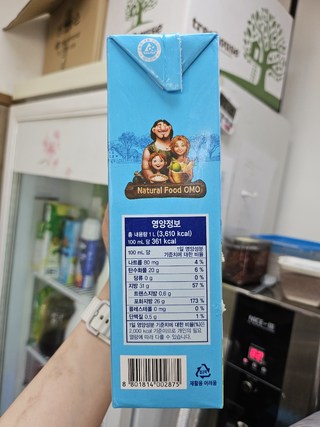 Natural Food OMO
영양정보
총 내용량 1 L (3,610 kcal)
100 mL 당 361 kcal
100 mL 당 1일 영양성분
기준치에 대한 비율
나트륨 80 mg 4 %
탄수화물 20 g 6 %
당류 0 g 0 %
지방 31 g 57 %
트랜스지방 0.6 g
포화지방 26 g 173 %
콜레스테롤 0 mg 0 %
단백질 0.5 g 1 %
1일 영양성분 기준치에 대한 비율(%)은
2,000 kcal 기준이므로 개인의 필요
열량에 따라 다를 수 있습니다.
8 801814 002875
재활용 어려움